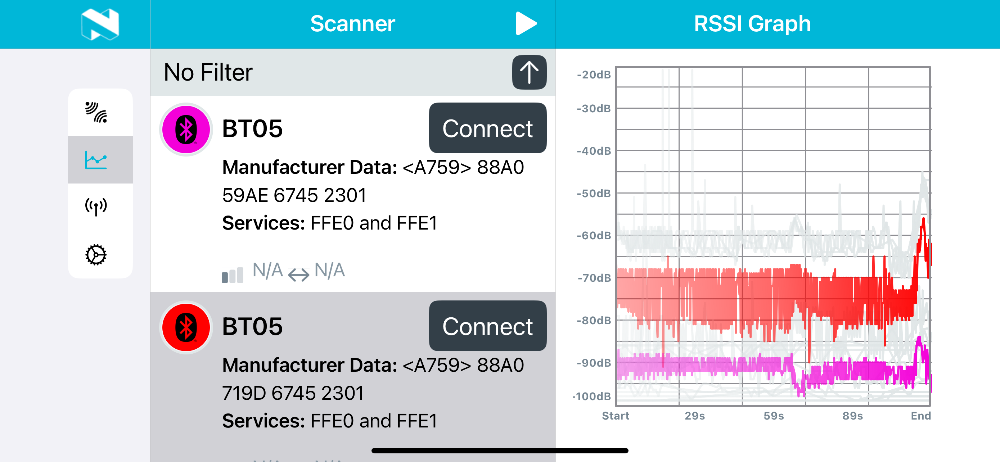 Scanner
No Filter
BT05
Connect
Manufacturer Data: <A759> 88A0
59AE 6745 2301
Services: FFE0 and FFE1
N/A N/A
BT05
Connect
Manufacturer Data: <A759> 88A0
719D 6745 2301
Services: FFE0 and FFE1
RSSI Graph
-20dB
-30dB
-40dB
-50dB
-60dB
-70dB
-80dB
-90dB
-100dB
Start 29s 59s 89s End